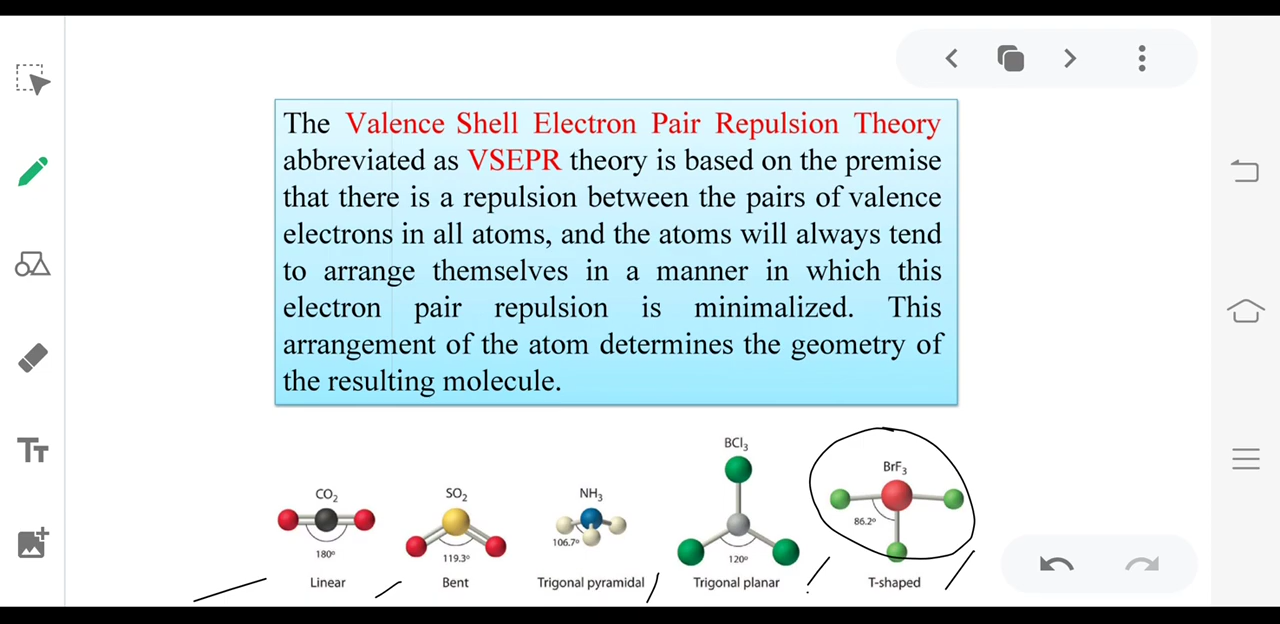 The Valence Shell Electron Pair Repulsion Theory
abbreviated as VSEPR theory is based on the premise
that there is a repulsion between the pairs of valence
electrons in all atoms, and the atoms will always tend
to arrange themselves in a manner in which this
electron pair repulsion is minimalized. This
arrangement of the atom determines the geometry of
the resulting molecule.
CO₂ SO₂ NH₃ BCl₃ BrF₃
180° 119.3° 106.7° 120° 86.2°
Linear Bent Trigonal pyramidal Trigonal planar T-shaped
TT